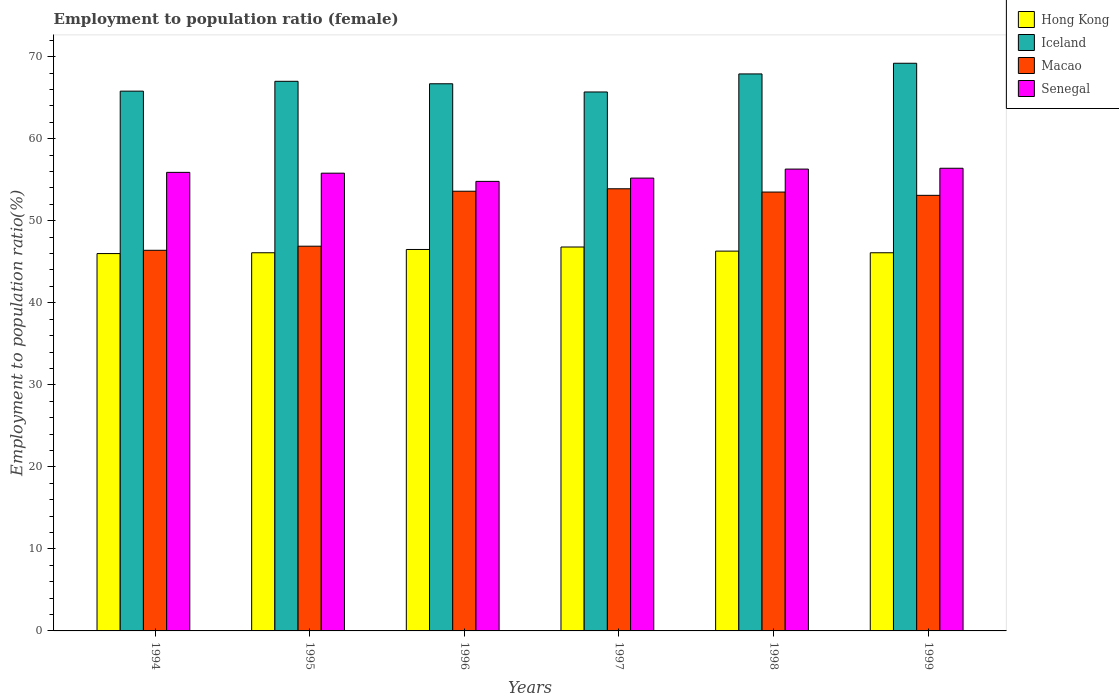 Employment to population ratio (female)
Hong Kong
Iceland
Macao
Senegal
Employment to population ratio(%)
70
60
50
40
30
20
10
0
1994
1995
1996
1997
1998
1999
Years